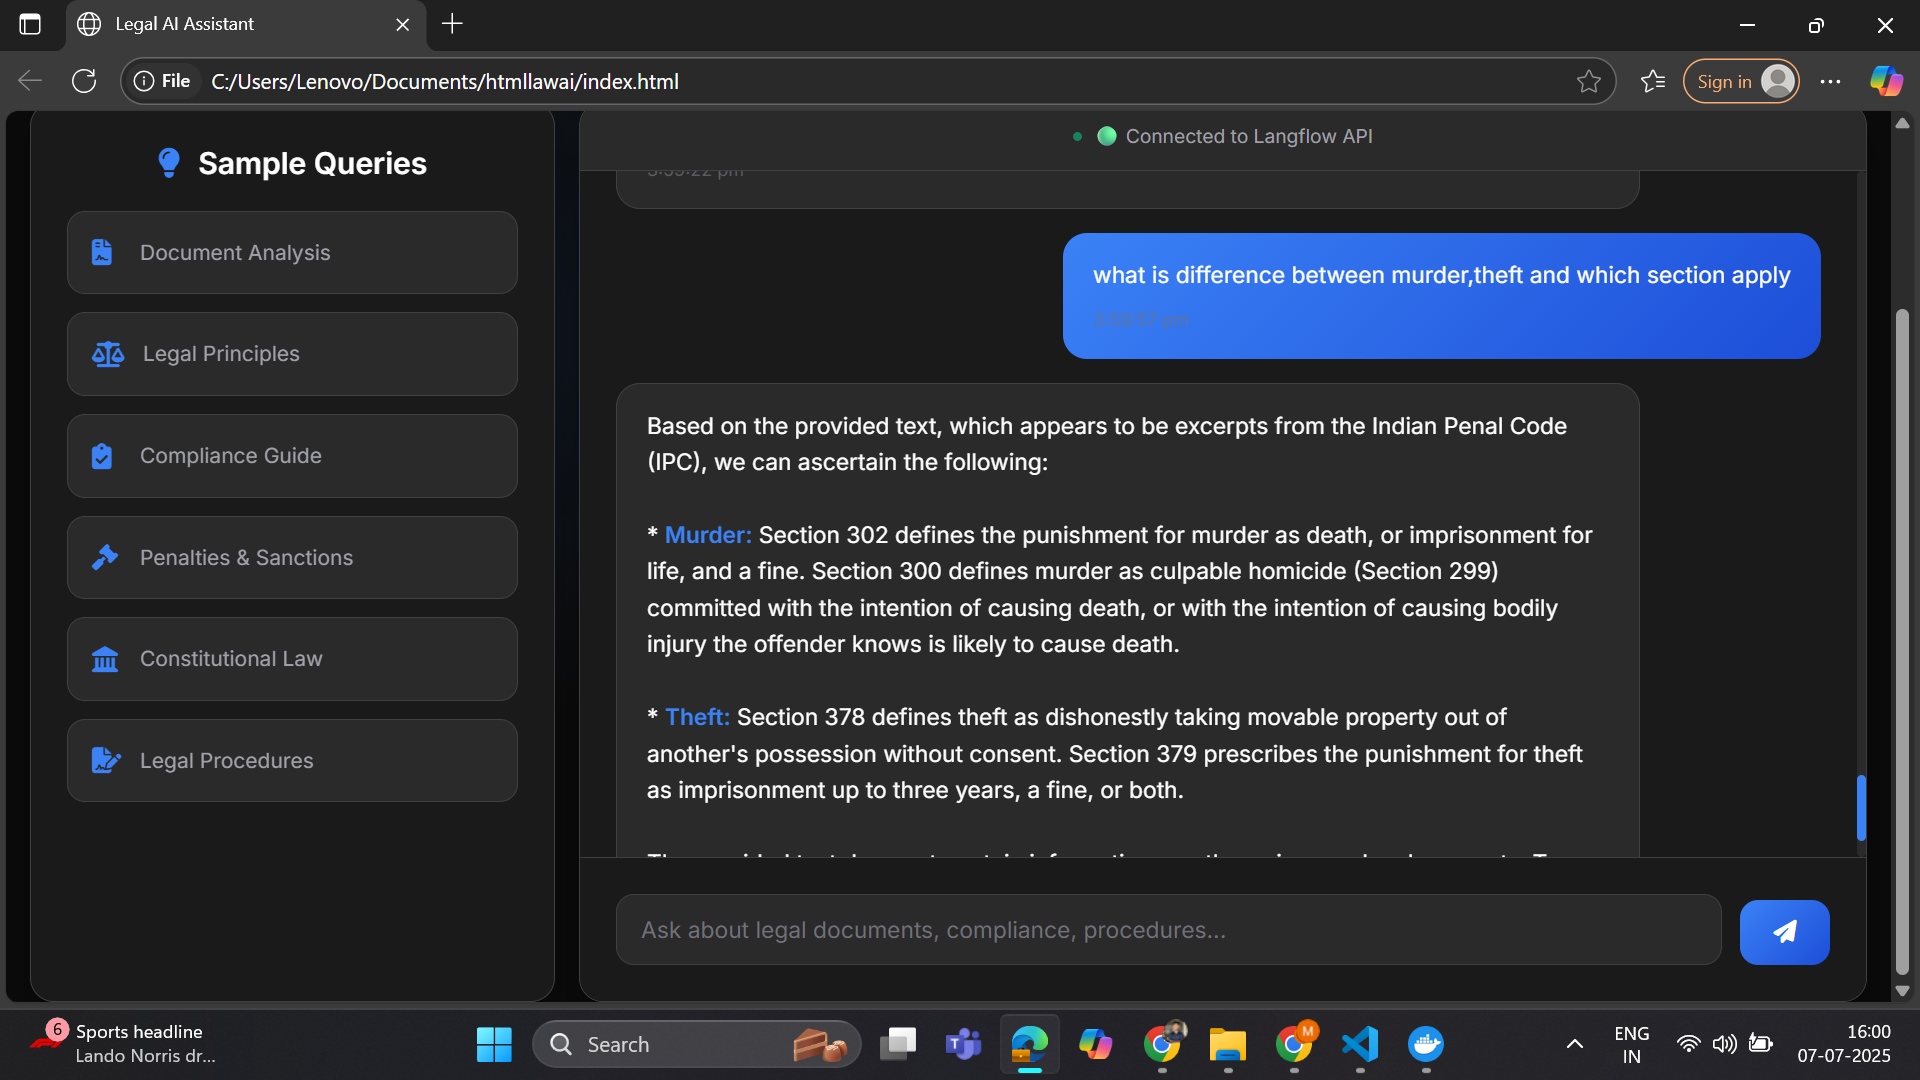 Legal AI Assistant
File C:/Users/Lenovo/Documents/htmllawai/index.html
Sign in
Sample Queries
Document Analysis
Legal Principles
Compliance Guide
Penalties & Sanctions
Constitutional Law
Legal Procedures
Connected to Langflow API
what is difference between murder,theft and which section apply
Based on the provided text, which appears to be excerpts from the Indian Penal Code
(IPC), we can ascertain the following:
* Murder: Section 302 defines the punishment for murder as death, or imprisonment for
life, and a fine. Section 300 defines murder as culpable homicide (Section 299)
committed with the intention of causing death, or with the intention of causing bodily
injury the offender knows is likely to cause death.
* Theft: Section 378 defines theft as dishonestly taking movable property out of
another's possession without consent. Section 379 prescribes the punishment for theft
as imprisonment up to three years, a fine, or both.
Ask about legal documents, compliance, procedures...
6
Sports headline
Lando Norris dr...
Search
T
M
ENG
IN
16:00
07-07-2025